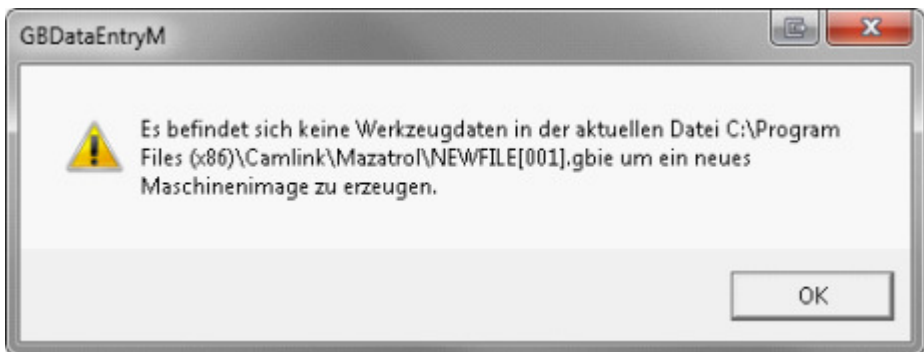 GBDataEntryM
Es befindet sich keine Werkzeugdaten in der aktuellen Datei C:\Program
Files (x86)\Camlink\Mazatrol\NEWFILE[001].gbie um ein neues
Maschinenimage zu erzeugen.
OK